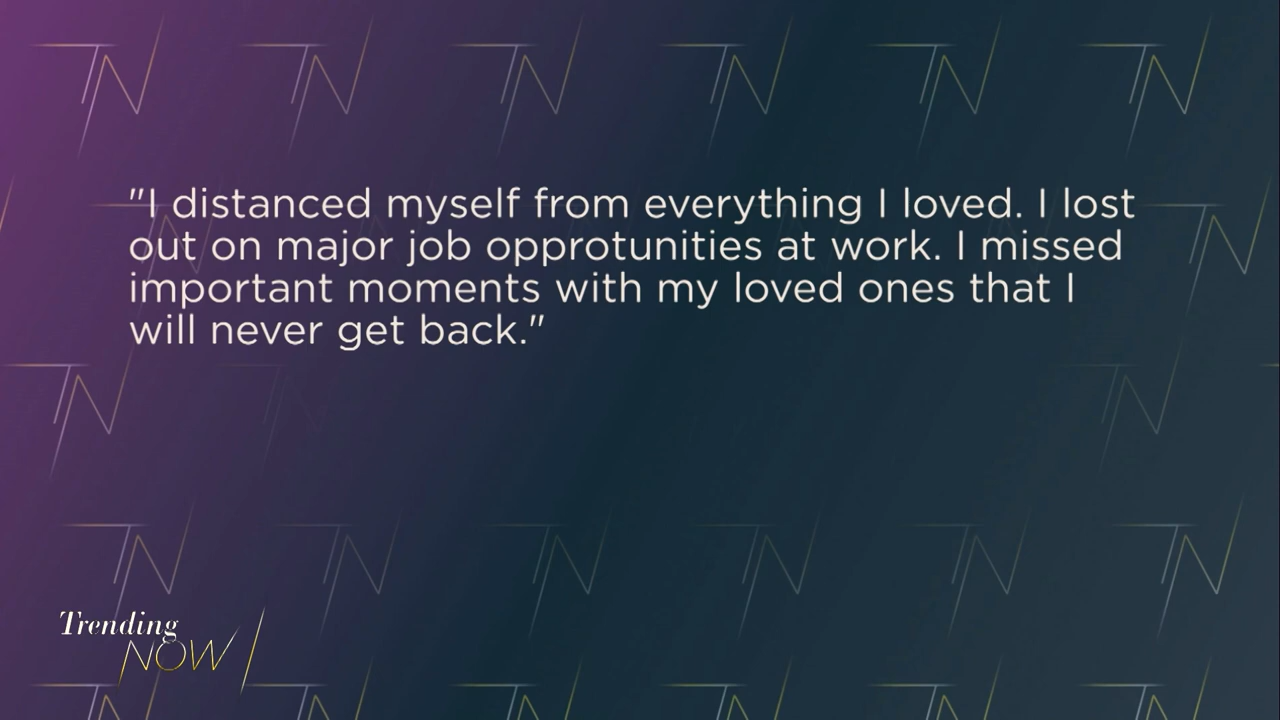 "I distanced myself from everything I loved. I lost
out on major job opprotunities at work. I missed
important moments with my loved ones that I
will never get back."
Trending
NOW